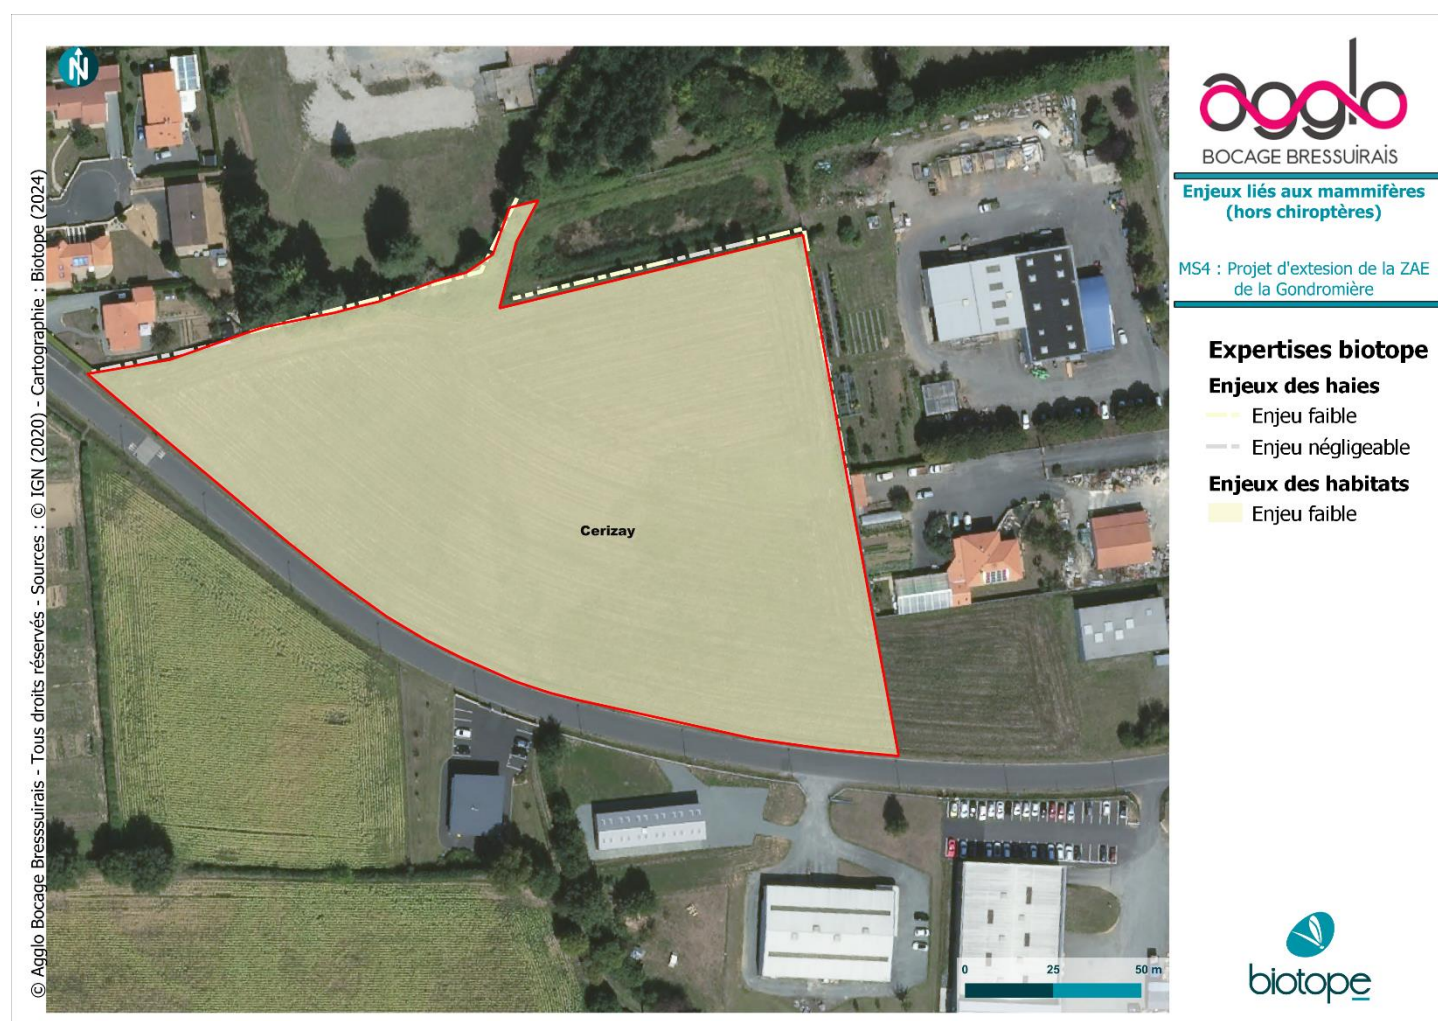 N
agglo
BOCAGE BRESSUIRAIS
Enjeux liés aux mammifères
(hors chiroptères)
MS4 : Projet d'extesion de la ZAE
de la Gondromière
Expertises biotope
Enjeux des haies
Enjeu faible
Enjeu négligeable
Enjeux des habitats
Enjeu faible
Cerizay
0 25 50 m
biotope
© Agglo Bocage Bresssuirais - Tous droits réservés - Sources : © IGN (2020) - Cartographie : Biotope (2024)